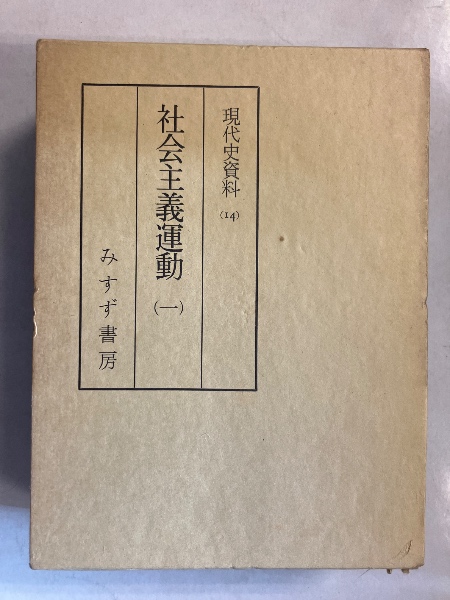 現代史資料 (14)
社会主義運動 (一)
みすず書房